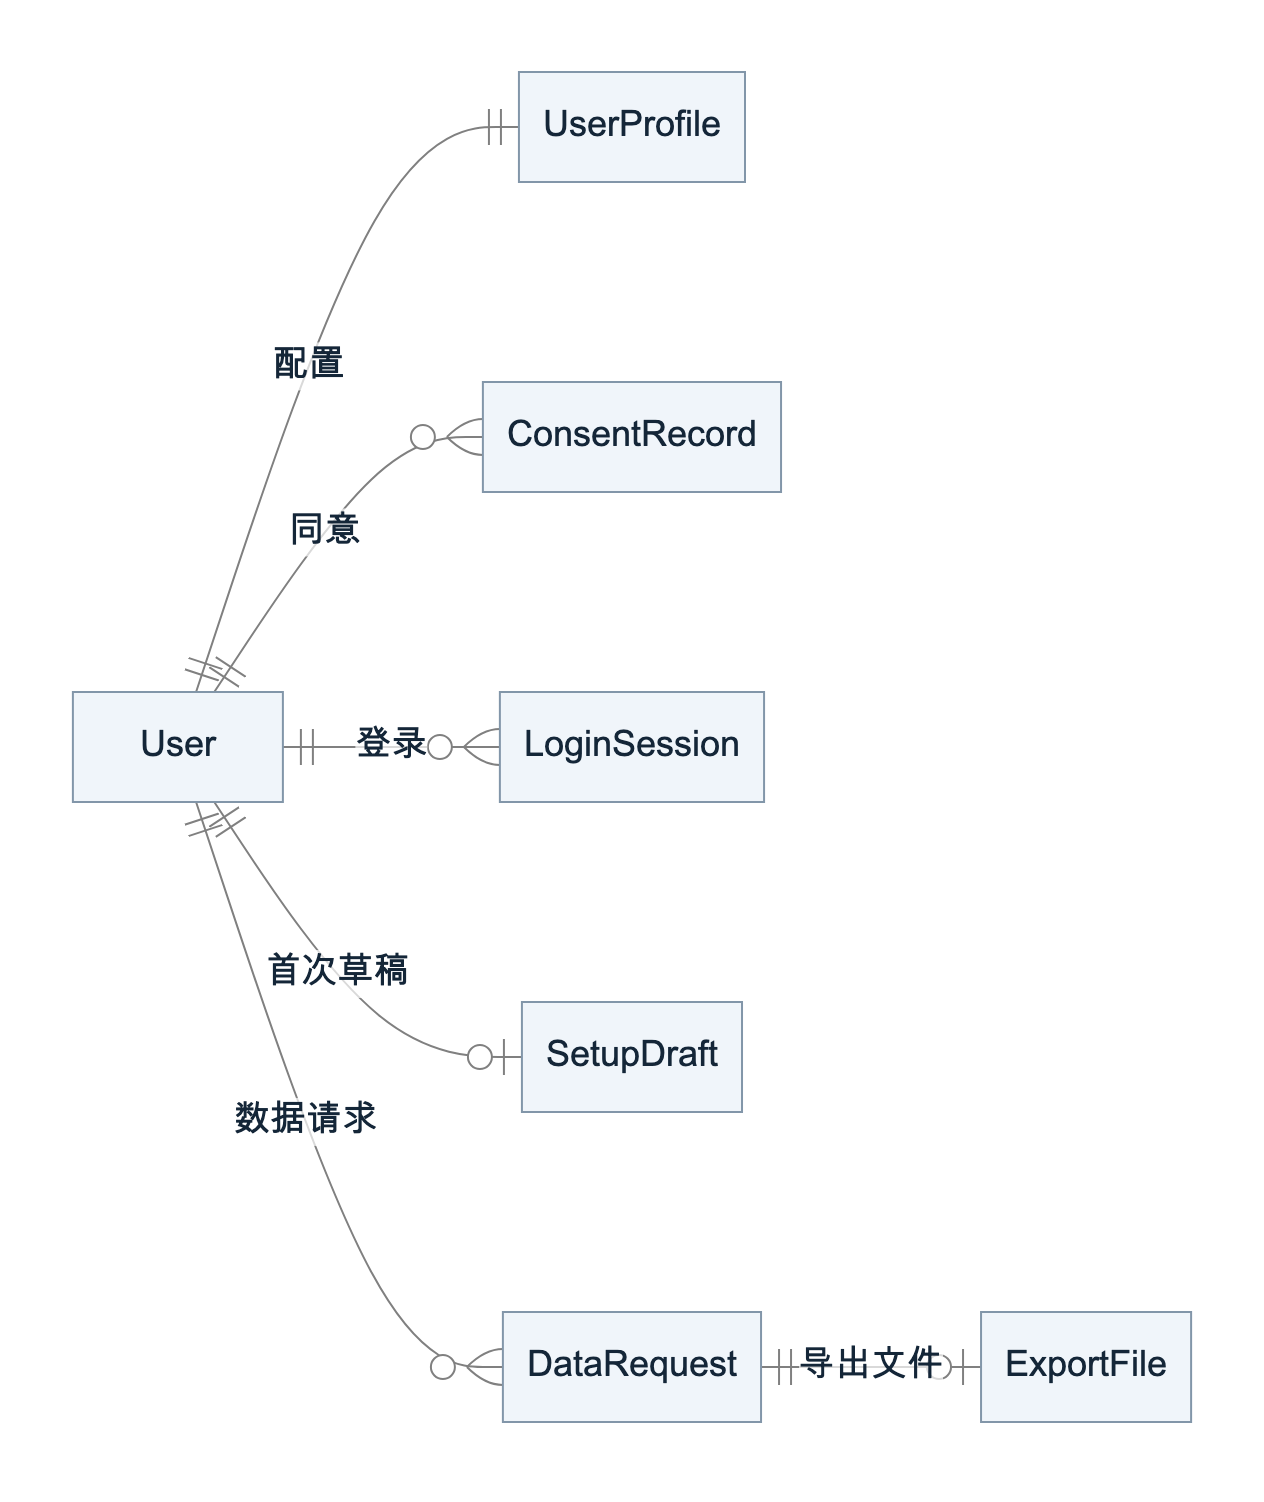 UserProfile
配置
ConsentRecord
同意
User
登录
LoginSession
首次草稿
SetupDraft
数据请求
DataRequest
导出文件
ExportFile